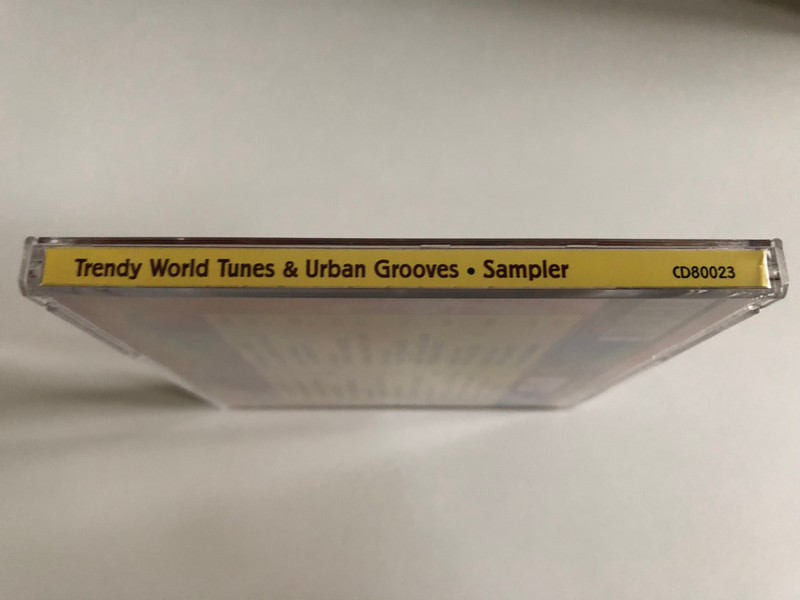 Trendy World Tunes & Urban Grooves • Sampler CD80023